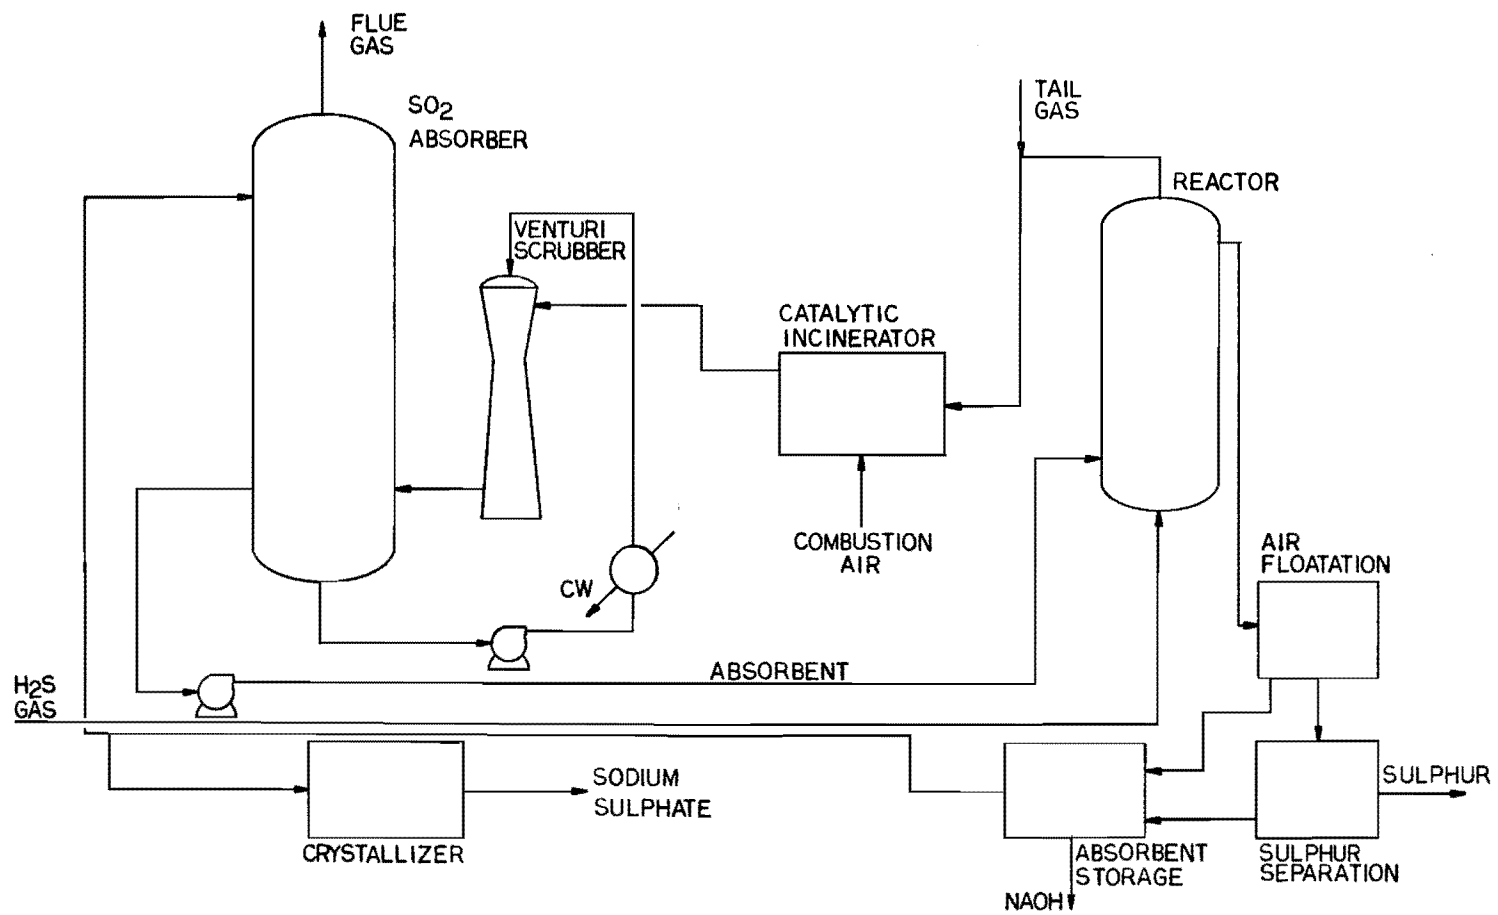 FLUE
GAS
SO2
ABSORBER
TAIL
GAS
REACTOR
VENTURI
SCRUBBER
CATALYTIC
INCINERATOR
COMBUSTION
AIR
AIR
FLOATATION
CW
ABSORBENT
H2S
GAS
SODIUM
SULPHATE
SULPHUR
CRYSTALLIZER
ABSORBENT
STORAGE
SULPHUR
SEPARATION
NAOH